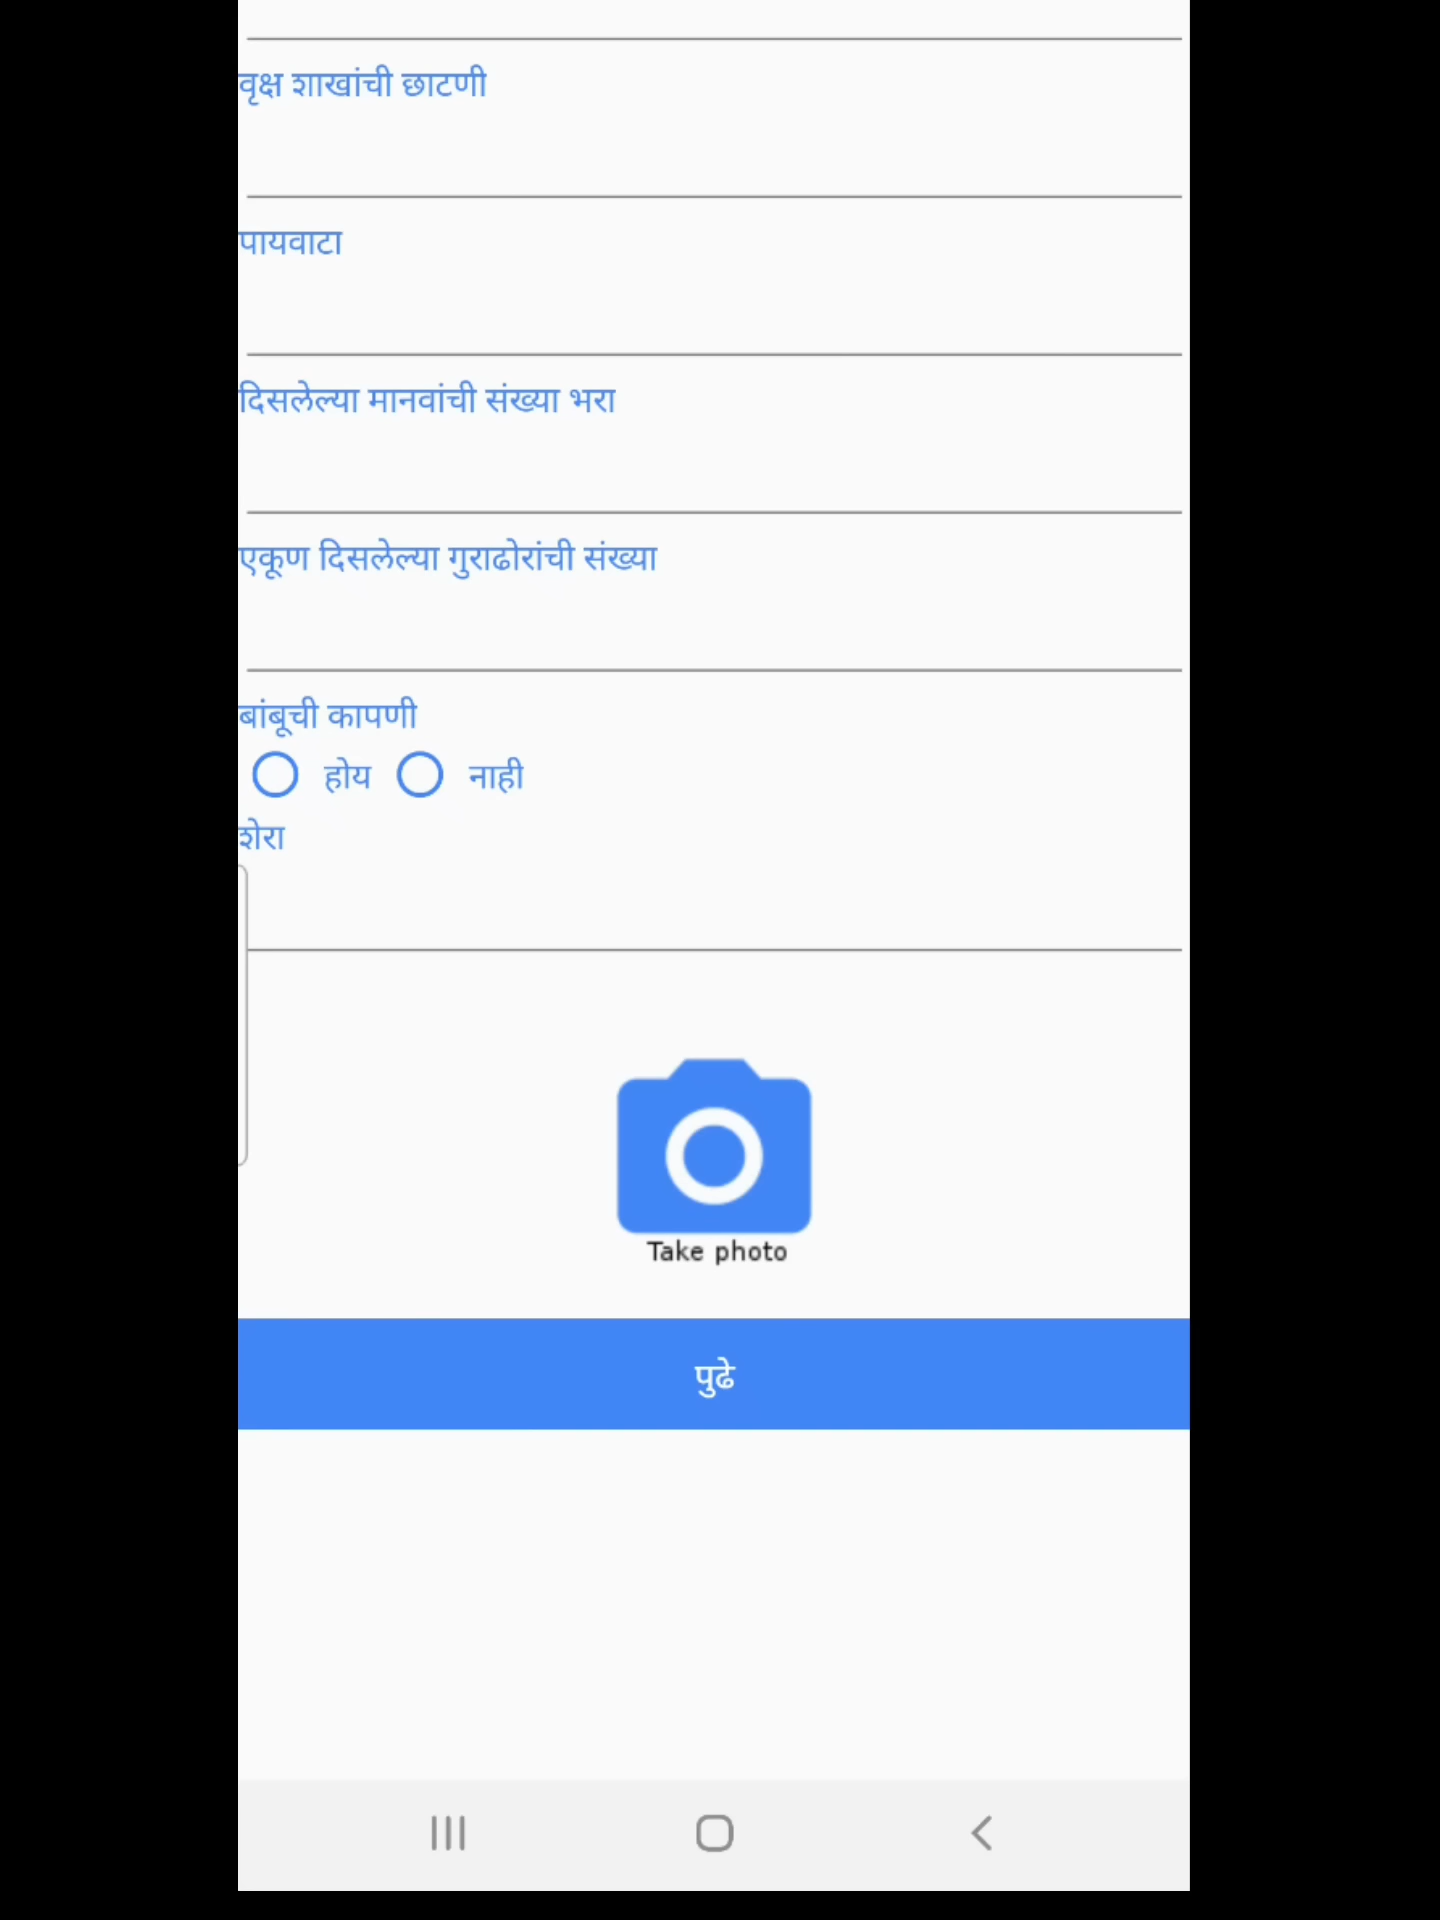 वृक्ष शाखांची छाटणी
पायवाटा
दिसलेल्या मानवांची संख्या भरा
एकूण दिसलेल्या गुराढोरांची संख्या
बांबूची कापणी
होय नाही
शेरा
Take photo
पुढे